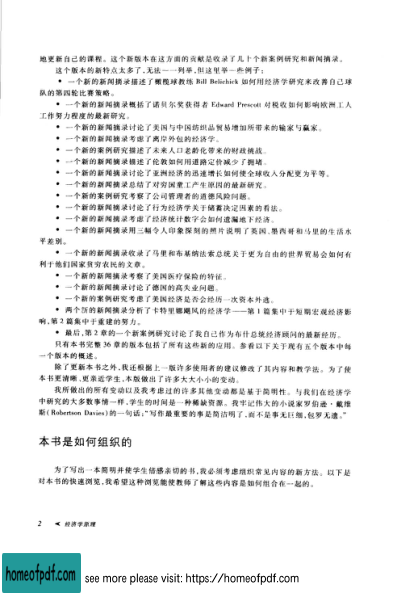 地更新自己的课程。这个新版本在这方面的贡献是收录了几十个新案例研究和新闻摘录。
这个版本的新特点太多了,无法一一列举,但这里举一些例子:
• 一个新的新闻摘录描述了橄榄球教练 Bill Belichick 如何用经济学研究来改善自己球
队的第四轮比赛策略。
• 一个新的新闻摘录概括了诺贝尔奖获得者 Edward Prescott 对税收如何影响欧洲工人
工作努力程度的最新研究。
• 一个新的新闻摘录讨论了美国与中国纺织品贸易增加所带来的输家与赢家。
• 一个新的新闻摘录考虑了离岸外包的经济学。
• 一个新的案例研究描述了未来人口老龄化带来的财政挑战。
• 一个新的新闻摘录描述了伦敦如何用道路定价减少了拥堵。
• 一个新的新闻摘录讨论了亚洲经济的迅速增长如何使全球收入分配更为平等。
• 一个新的新闻摘录总结了对穷国童工产生原因的最新研究。
• 一个新的案例研究考察了公司管理者的道德风险问题。
• 一个新的新闻摘录讨论了行为经济学关于储蓄决定因素的看法。
• 一个新的新闻摘录考虑了经济统计数字会如何遗漏地下经济。
• 一个新的新闻摘录用三幅令人印象深刻的照片说明了英国、墨西哥和马里的生活水
平差别。
• 一个新的新闻摘录收录了马里和布基纳法索总统关于更为自由的世界贸易会如何有
利于他们国家贫穷农民的文章。
• 一个新的新闻摘录考察了美国医疗保险的特征。
• 一个新的新闻摘录讨论了德国的高失业问题。
• 一个新的案例研究考虑了美国经济是否会经历一次资本外逃。
• 两个新的新闻摘录分析了卡特里娜飓风的经济学——第 1 篇集中于短期宏观经济影
响,第 2 篇集中于重建的努力。
• 最后,第 2 章的一个新案例研究讨论了我自己作为布什总统经济顾问的最新经历。
只有本书完整 36 章的版本包括了所有这些新的应用。参看以下关于现有五个版本中每
一个版本的概述。
除了更新本书之外,我还根据上一版许多使用者的建议修改了其内容和教学法。为了使
本书更清晰、更亲近学生,本版做出了许多大大小小的变动。
我所做出的所有变动以及我考虑过的许多其他变动都是基于简明性。与我们在经济学
中研究的大多数事情一样,学生的时间是一种稀缺资源。我牢记伟大的小说家罗伯逊·戴维
斯(Robertson Davies)的一句话:“写作最重要的事是简洁明了,而不是事无巨细,包罗无遗。”
本书是如何组织的
为了写出一本简明并使学生倍感亲切的书,我必须考虑组织常见内容的新方法。以下是
对本书的快速浏览,我希望这种浏览能使教师了解这些内容是如何组合在一起的。
2 ◄ 经济学原理
homeofpdf.com see more please visit: https://homeofpdf.com